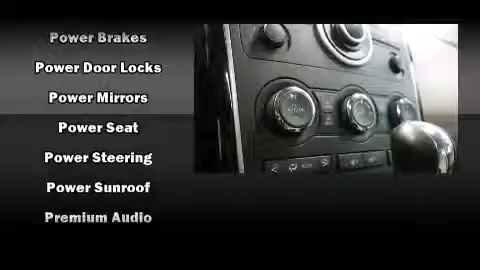 Power Brakes
Power Door Locks
Power Mirrors
Power Seat
Power Steering
Power Sunroof
Premium Audio